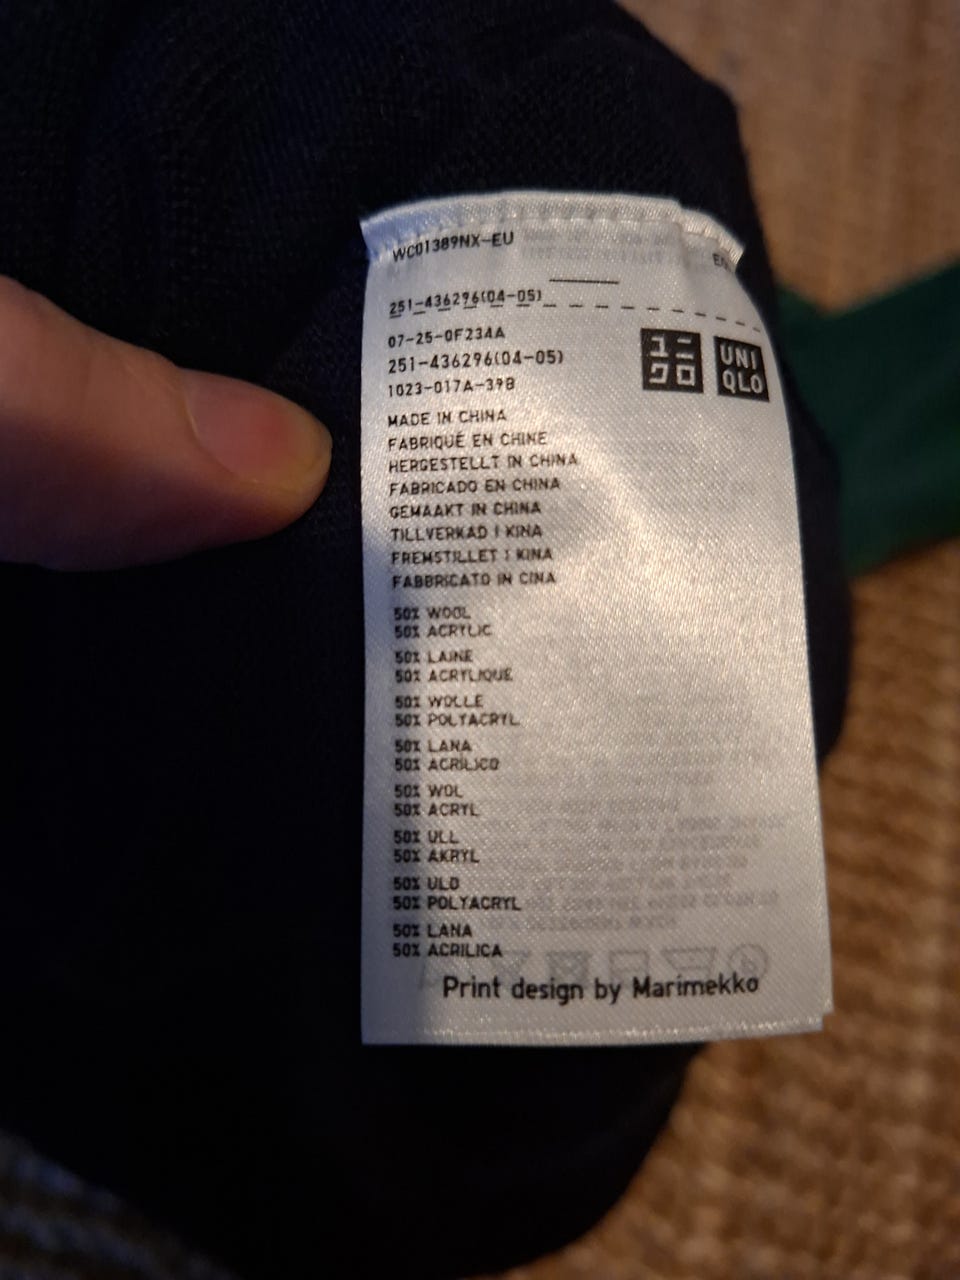 WC01389NX-EU
251-436296(04-05)
07-25-0F234A
251-436296(04-05)
1023-017A-39B
ユニ
クロ
UNI
QLO
MADE IN CHINA
FABRIQUÉ EN CHINE
HERGESTELLT IN CHINA
FABRICADO EN CHINA
GEMAAKT IN CHINA
TILLVERKAD I KINA
FREMSTILLET I KINA
FABBRICATO IN CINA
50% WOOL
50% ACRYLIC
50% LAINE
50% ACRYLIQUE
50% WOLLE
50% POLYACRYL
50% LANA
50% ACRÍLICO
50% WOL
50% ACRYL
50% ULL
50% AKRYL
50% ULD
50% POLYACRYL
50% LANA
50% ACRILICA
Print design by Marimekko